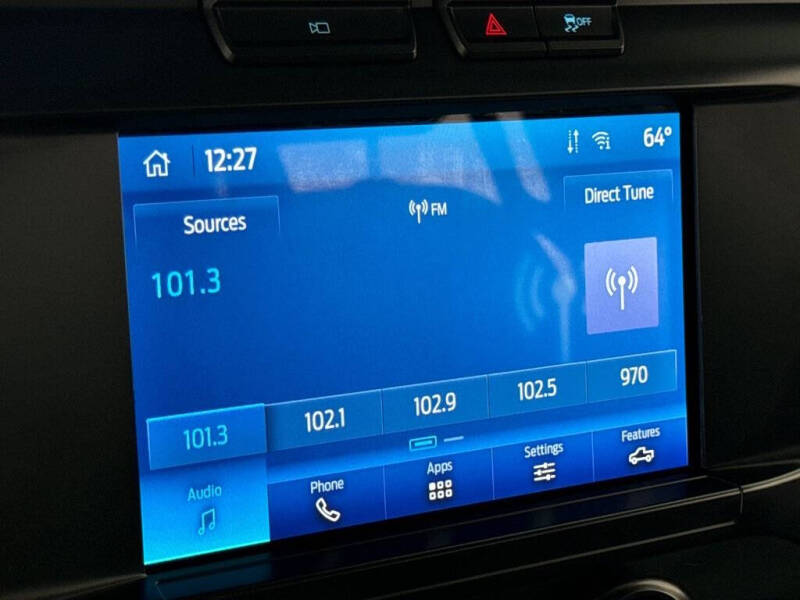 OFF
12:27
64°
Sources
FM
Direct Tune
101.3
101.3
102.1
102.9
102.5
970
Audio
Phone
Apps
Settings
Features